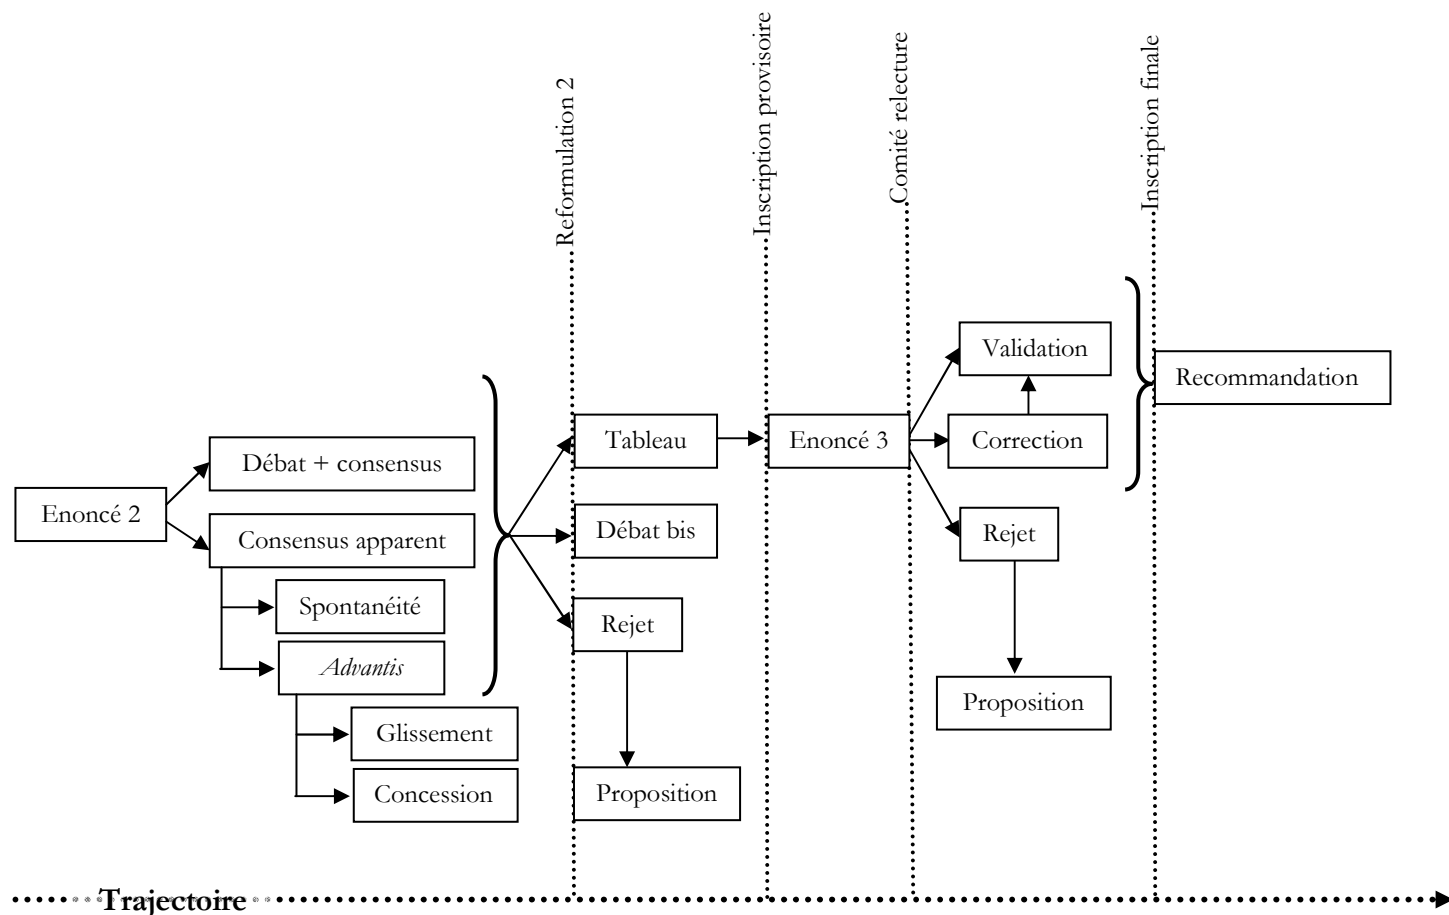 Reformulation 2
Inscription provisoire
Comité relecture
Inscription finale
Enoncé 2
Débat + consensus
Consensus apparent
Spontanéité
Advantis
Glissement
Concession
Tableau
Débat bis
Rejet
Proposition
Enoncé 3
Validation
Correction
Rejet
Proposition
Recommandation
Trajectoire